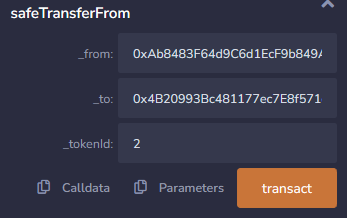 safeTransferFrom
_from: 0xAb8483F64d9C6d1EcF9b849A
_to: 0x4B20993Bc481177ec7E8f571
_tokenId: 2
Calldata Parameters transact